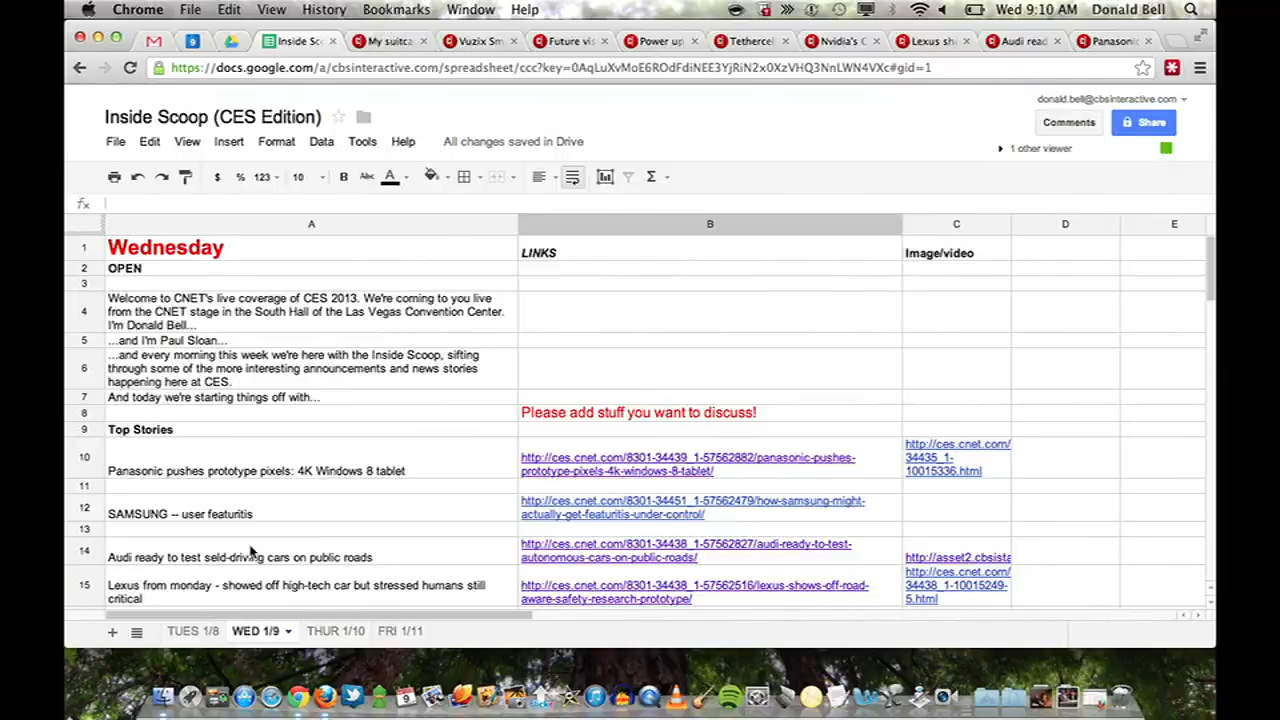 Chrome File Edit View History Bookmarks Window Help Wed 9:10 AM Donald Bell
Inside Sc My suitca Vuzix Sm Future vis Power up Tethercel Nvidia's G Lexus sho Audi read Panasonic
https://docs.google.com/a/cbsinteractive.com/spreadsheet/ccc?key=0AqLuXvMoE6ROdFdiNEE3YjRiN2x0XzVHQ3NnLWN4VXc#gid=1
donald.bell@cbsinteractive.com
Inside Scoop (CES Edition)
Comments Share
File Edit View Insert Format Data Tools Help All changes saved in Drive
1 other viewer
$ % 123 10 B Abc A Σ
fx
A B C D E
1 Wednesday LINKS Image/video
2 OPEN
3
Welcome to CNET's live coverage of CES 2013. We're coming to you live
4 from the CNET stage in the South Hall of the Las Vegas Convention Center.
I'm Donald Bell...
5 ...and I'm Paul Sloan...
...and every morning this week we're here with the Inside Scoop, sifting
6 through some of the more interesting announcements and news stories
happening here at CES.
7 And today we're starting things off with...
8 Please add stuff you want to discuss!
9 Top Stories
http://ces.cnet.com/
10 http://ces.cnet.com/8301-34439_1-57562882/panasonic-pushes- 34435_1-
Panasonic pushes prototype pixels: 4K Windows 8 tablet prototype-pixels-4k-windows-8-tablet/ 10015336.html
11
12 http://ces.cnet.com/8301-34451_1-57562479/how-samsung-might-
SAMSUNG -- user featuritis actually-get-featuritis-under-control/
13
14 http://ces.cnet.com/8301-34438_1-57562827/audi-ready-to-test-
Audi ready to test seld-driving cars on public roads autonomous-cars-on-public-roads/ http://asset2.cbsista
http://ces.cnet.com/
15 Lexus from monday -- showed high-tech car but stressed humans still http://ces.cnet.com/8301-34438_1-57562516/lexus-shows-off-road- 34438_1-10015249-
critical aware-safety-research-prototype/ 5.html
TUES 1/8 WED 1/9 THUR 1/10 FRI 1/11